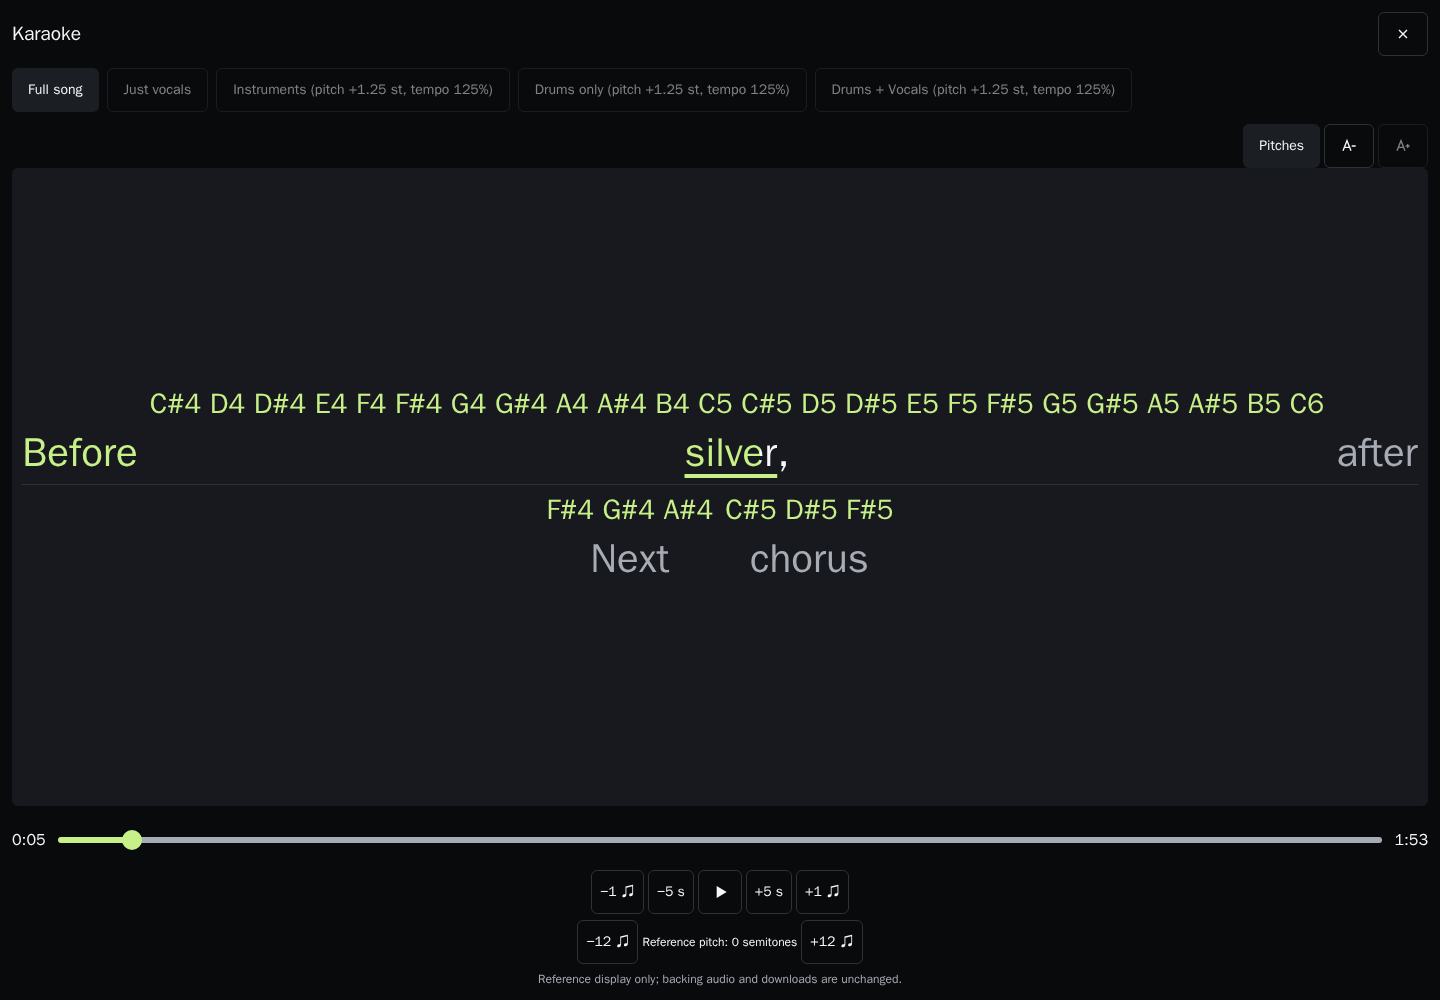 Karaoke ×
Full song Just vocals Instruments (pitch +1.25 st, tempo 125%) Drums only (pitch +1.25 st, tempo 125%) Drums + Vocals (pitch +1.25 st, tempo 125%)
Pitches A- A+
C#4 D4 D#4 E4 F4 F#4 G4 G#4 A4 A#4 B4 C5 C#5 D5 D#5 E5 F5 F#5 G5 G#5 A5 A#5 B5 C6
Before silver, after
F#4 G#4 A#4 C#5 D#5 F#5
Next chorus
0:05 1:53
−1 ♫ −5 s ▶ +5 s +1 ♫
−12 ♫ Reference pitch: 0 semitones +12 ♫
Reference display only; backing audio and downloads are unchanged.